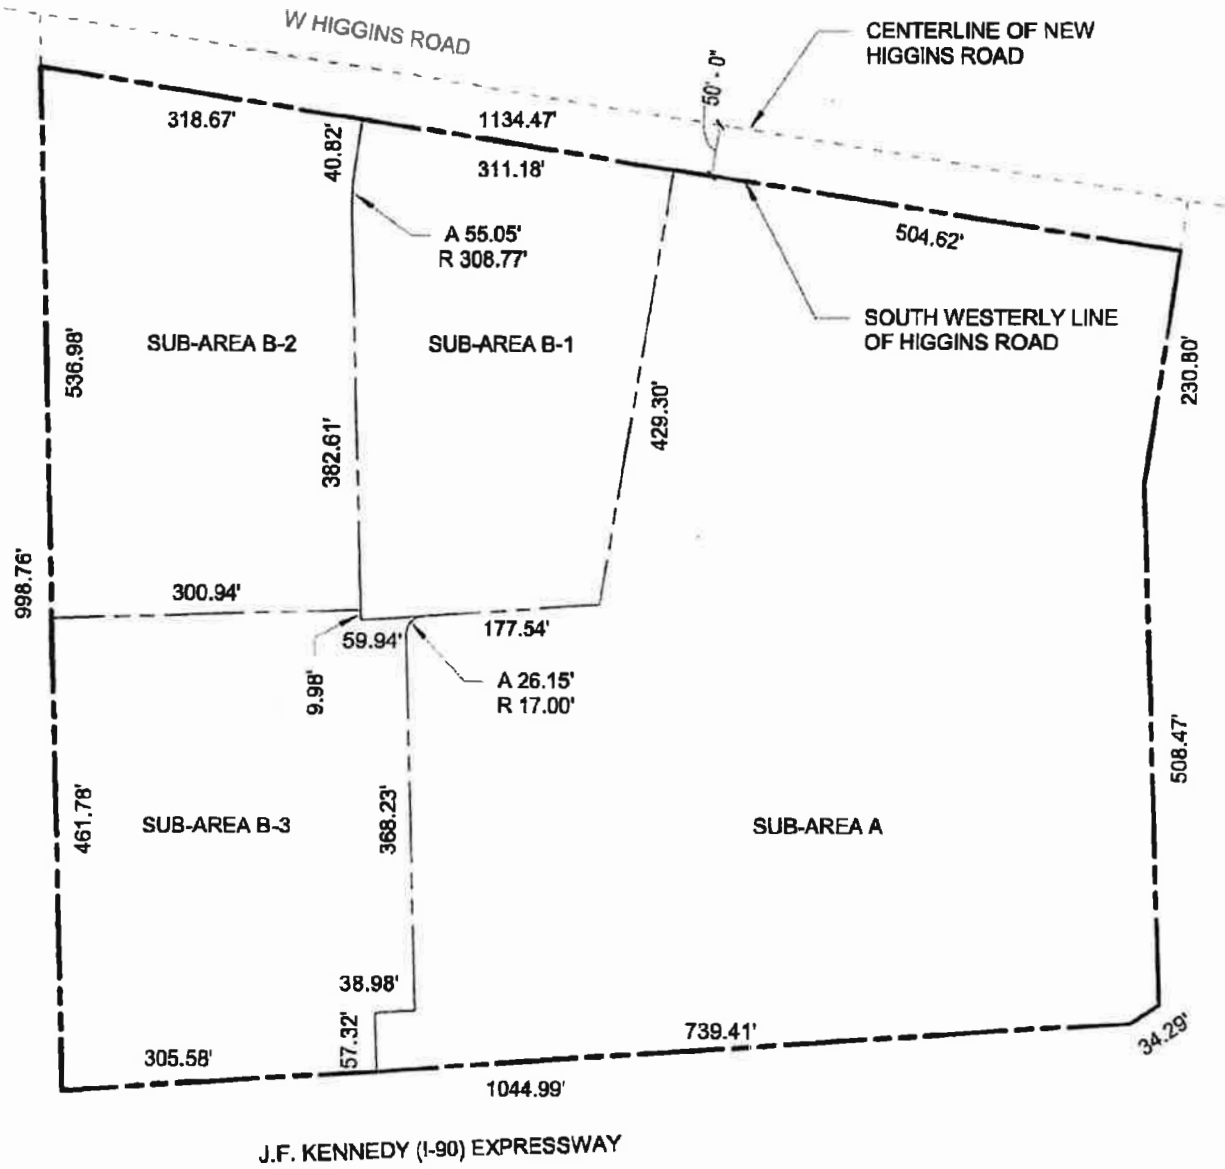 W HIGGINS ROAD
CENTERLINE OF NEW
HIGGINS ROAD
50' - 0"
318.67'
1134.47'
40.82'
311.18'
504.62'
A 55.05'
R 308.77'
SOUTH WESTERLY LINE
OF HIGGINS ROAD
SUB-AREA B-2
SUB-AREA B-1
536.98'
230.80'
429.30'
382.61'
998.76'
300.94'
59.94'
177.54'
9.98'
A 26.15'
R 17.00'
508.47'
461.78'
SUB-AREA B-3
368.23'
SUB-AREA A
38.98'
57.32'
739.41'
34.29'
305.58'
1044.99'
J.F. KENNEDY (I-90) EXPRESSWAY